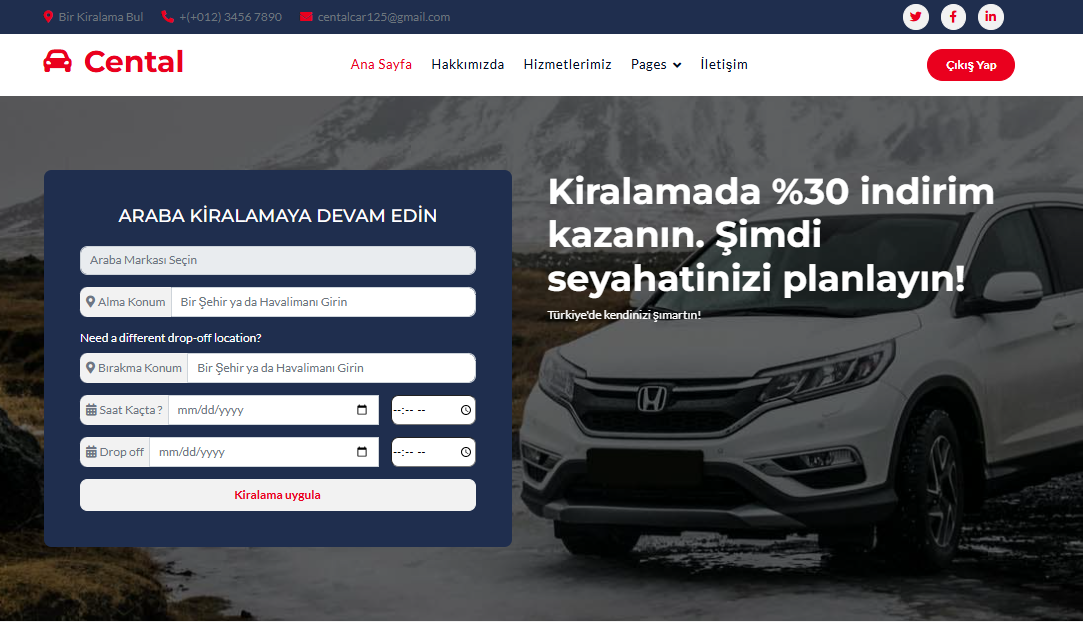 Bir Kiralama Bul +(+012) 3456 7890 centalcar125@gmail.com
Cental Ana Sayfa Hakkımızda Hizmetlerimiz Pages İletişim Çıkış Yap
ARABA KİRALAMAYA DEVAM EDİN
Araba Markası Seçin
Alma Konum Bir Şehir ya da Havalimanı Girin
Need a different drop-off location?
Bırakma Konum Bir Şehir ya da Havalimanı Girin
Saat Kaçta ? mm/dd/yyyy --:-- --
Drop off mm/dd/yyyy --:-- --
Kiralama uygula
Kiralamada %30 indirim
kazanın. Şimdi
seyahatinizi planlayın!
Türkiye'de kendinizi şımartın!